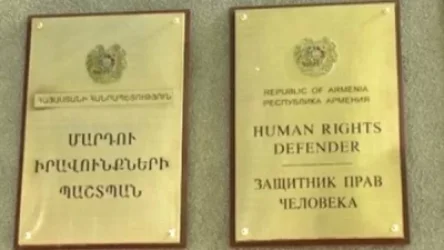 ՀԱՅԱՍՏԱՆԻ ՀԱՆՐԱՊԵՏՈՒԹՅՈՒՆ
ՄԱՐԴՈՒ
ԻՐԱՎՈՒՆՔՆԵՐԻ
ՊԱՇՏՊԱՆ
REPUBLIC OF ARMENIA
РЕСПУБЛИКА АРМЕНИЯ
HUMAN RIGHTS
DEFENDER
ЗАЩИТНИК ПРАВ
ЧЕЛОВЕКА